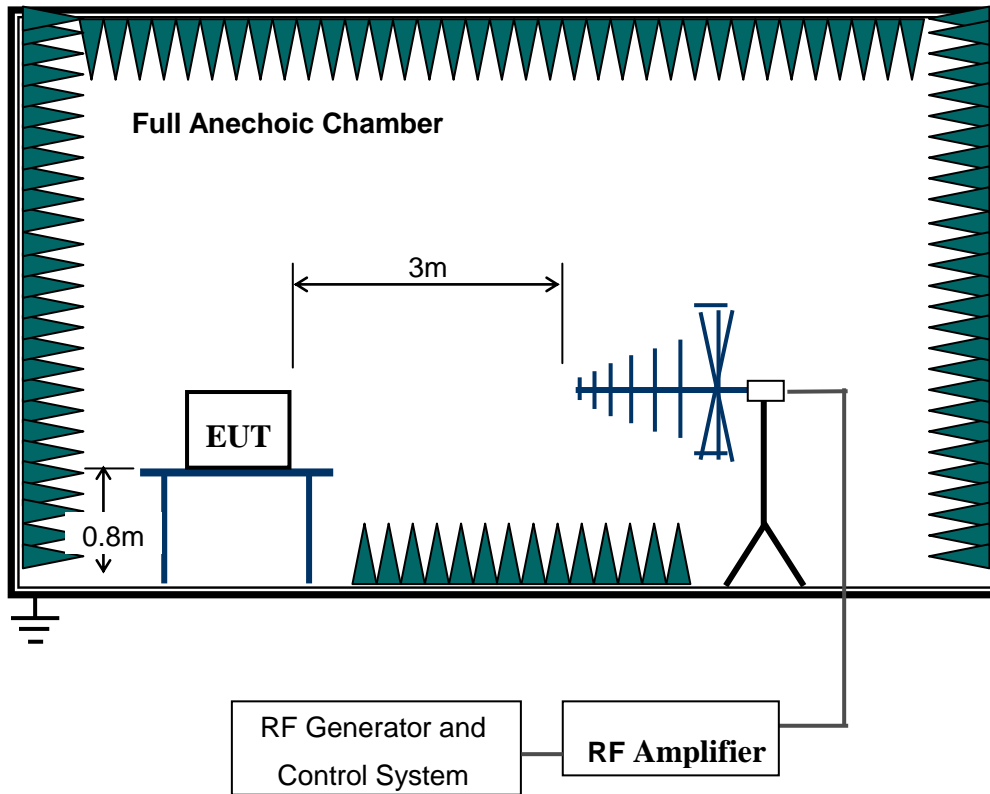 Full Anechoic Chamber
3m
EUT
0.8m
RF Generator and
Control System
RF Amplifier